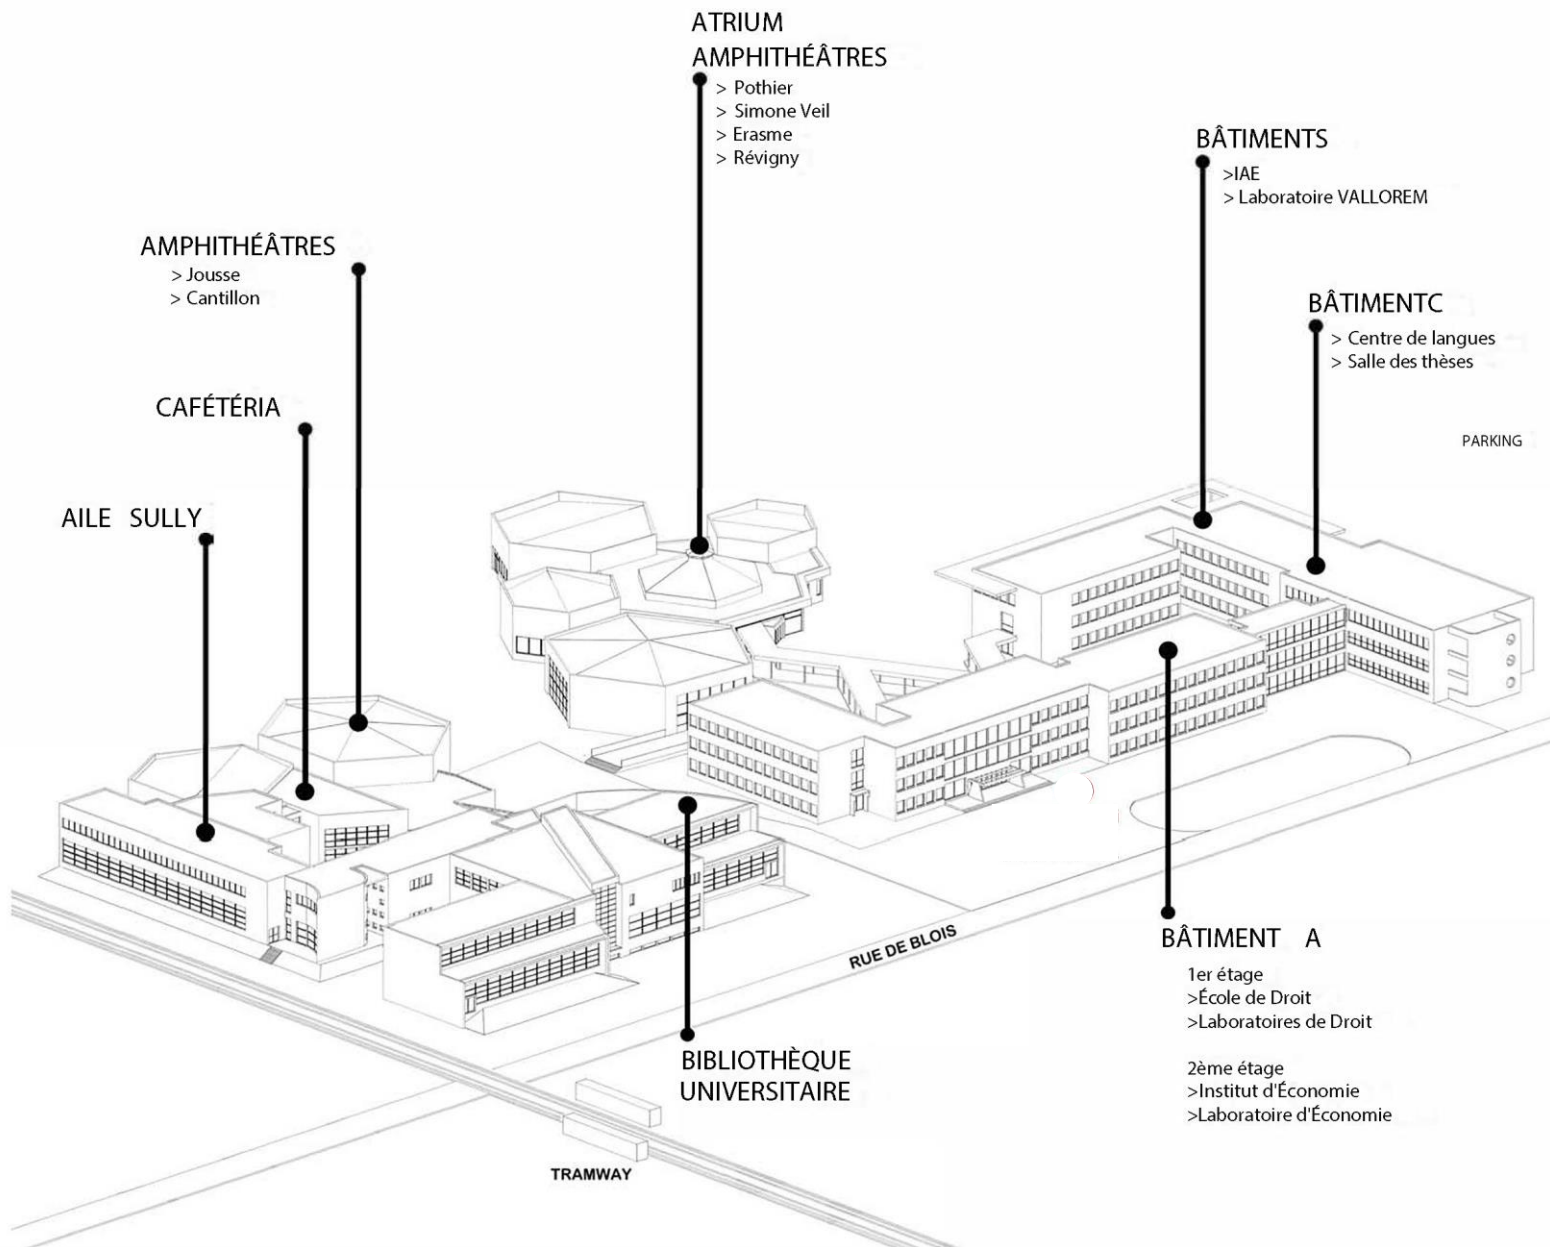 ATRIUM
AMPHITHÉÂTRES
> Pothier
> Simone Veil
> Erasme
> Révigny
BÂTIMENTS
>IAE
> Laboratoire VALLOREM
AMPHITHÉÂTRES
> Jousse
> Cantillon
BÂTIMENTC
> Centre de langues
> Salle des thèses
CAFÉTÉRIA
PARKING
AILE SULLY
RUE DE BLOIS
BÂTIMENT A
1er étage
>École de Droit
>Laboratoires de Droit
2ème étage
>Institut d'Économie
>Laboratoire d'Économie
BIBLIOTHÈQUE
UNIVERSITAIRE
TRAMWAY